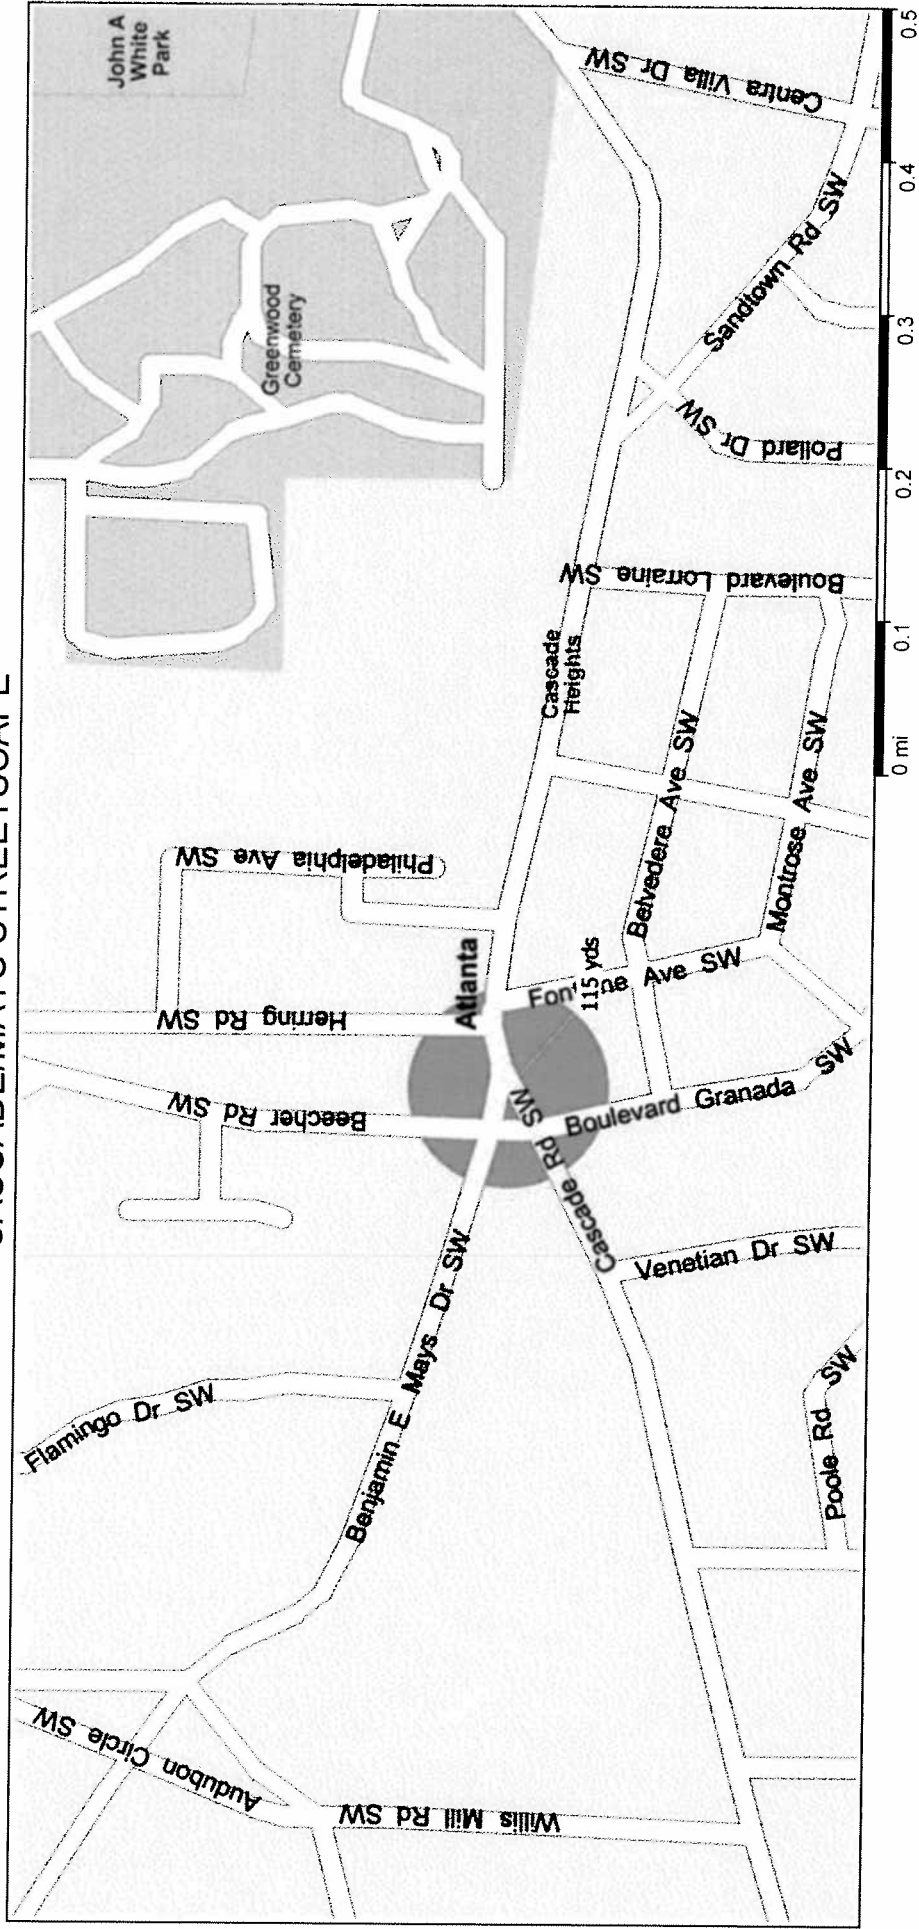 John A
White
Park
Greenwood
Cemetery
Centra Villa Dr SW
Sandtown Rd SW
Pollard Dr SW
Boulevard Lorraine SW
Cascade
Heights
Belvedere Ave SW
Montrose Ave SW
Philadelphia Ave SW
Atlanta
Herring Rd SW
115 yds
Ave SW
Beecher Rd SW
Cascade Rd SW
Boulevard Granada SW
Venetian Dr SW
Benjamin E Mays Dr SW
Flamingo Dr SW
Poole Rd SW
Audubon Circle SW
Willis Mill Rd SW
0 mi
0.1
0.2
0.3
0.4
0.5